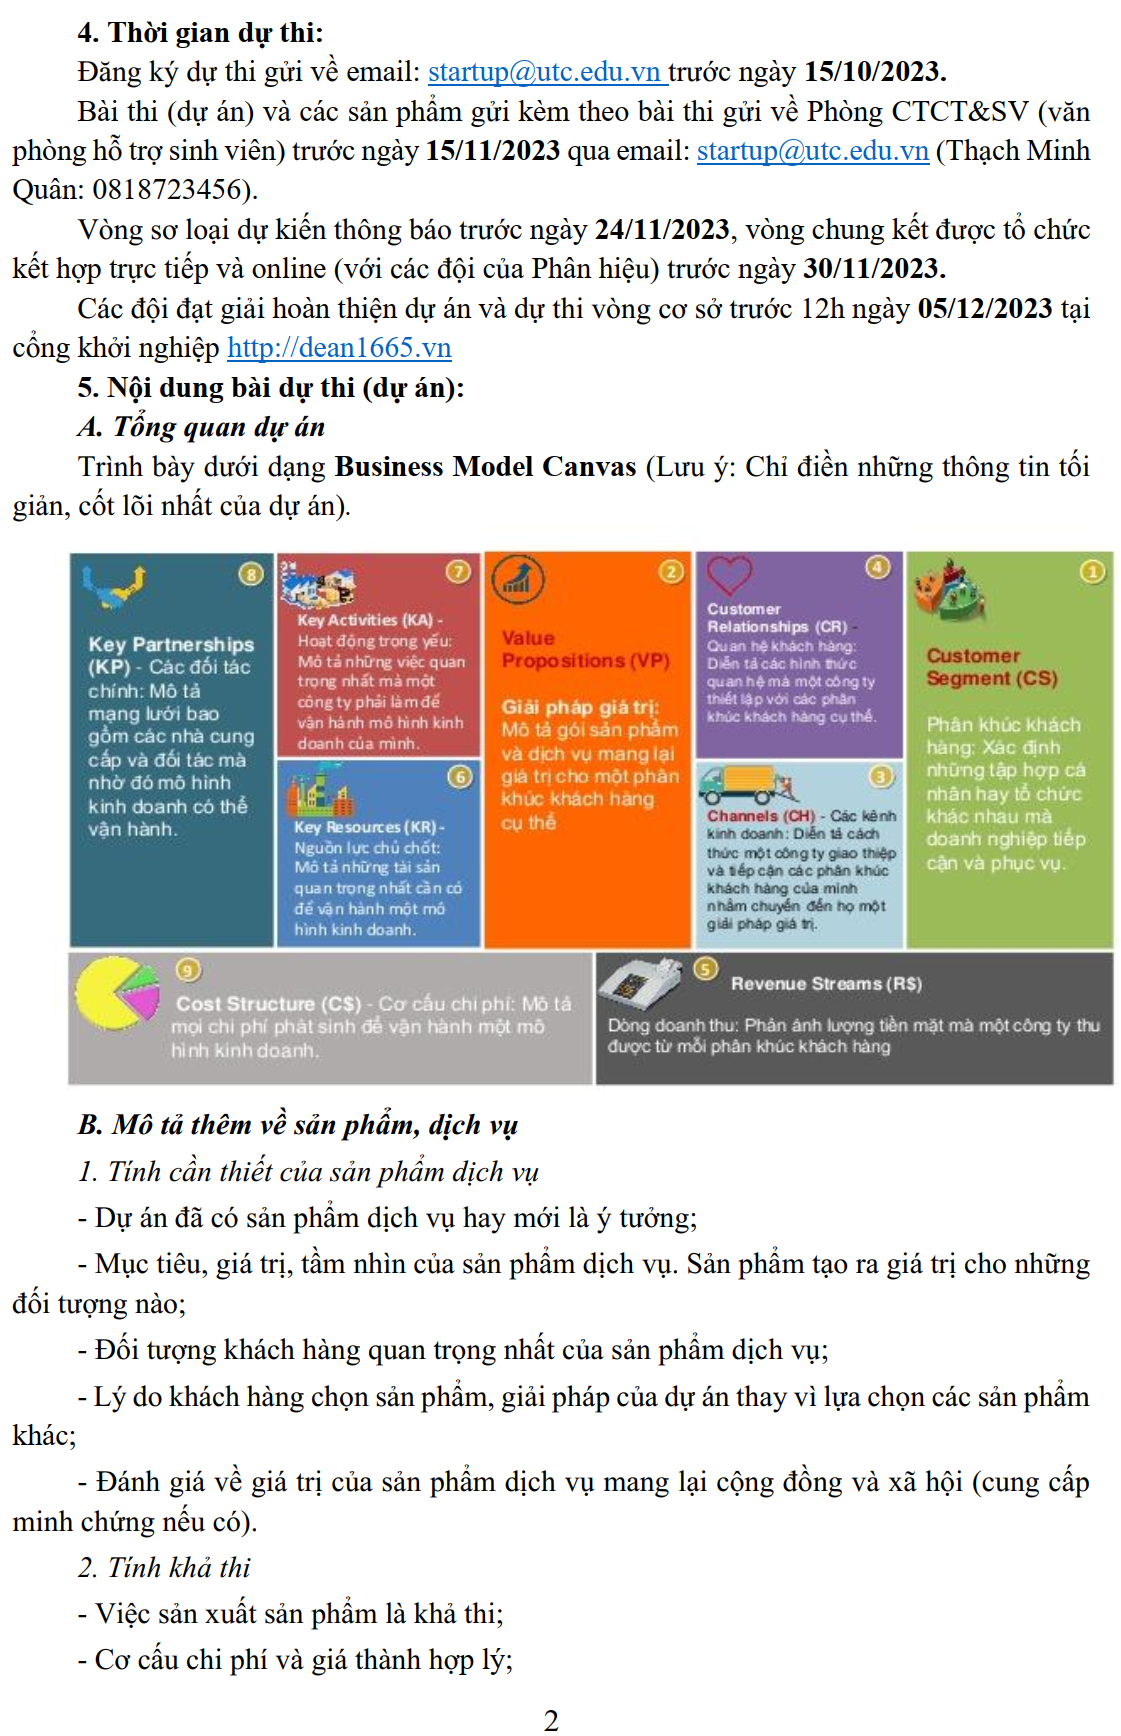 4. Thời gian dự thi:
Đăng ký dự thi gửi về email: startup@utc.edu.vn trước ngày 15/10/2023.
Bài thi (dự án) và các sản phẩm gửi kèm theo bài thi gửi về Phòng CTCT&SV (văn
phòng hỗ trợ sinh viên) trước ngày 15/11/2023 qua email: startup@utc.edu.vn (Thạch Minh
Quân: 0818723456).
Vòng sơ loại dự kiến thông báo trước ngày 24/11/2023, vòng chung kết được tổ chức
kết hợp trực tiếp và online (với các đội của Phân hiệu) trước ngày 30/11/2023.
Các đội đạt giải hoàn thiện dự án và dự thi vòng cơ sở trước 12h ngày 05/12/2023 tại
cổng khởi nghiệp http://dean1665.vn
5. Nội dung bài dự thi (dự án):
A. Tổng quan dự án
Trình bày dưới dạng Business Model Canvas (Lưu ý: Chỉ điền những thông tin tối
giản, cốt lõi nhất của dự án).
8
Key Partnerships
(KP) - Các đối tác
chính: Mô tả
mạng lưới bao
gồm các nhà cung
cấp và đối tác mà
nhờ đó mô hình
kinh doanh có thể
vận hành.
7
Key Activities (KA) -
Hoạt động trọng yếu:
Mô tả những việc quan
trọng nhất mà một
công ty phải làm để
vận hành mô hình kinh
doanh của mình.
6
Key Resources (KR)-
Nguồn lực chủ chốt:
Mô tả những tài sản
quan trọng nhất cần có
để vận hành một mô
hình kinh doanh.
2
Value
Propositions (VP)
Giải pháp giá trị:
Mô tả gói sản phẩm
và dịch vụ mang lại
giá trị cho một phân
khúc khách hàng
cụ thể
4
Customer
Relationships (CR) -
Quan hệ khách hàng:
Diễn tả các hình thức
quan hệ mà một công ty
thiết lập với các phân
khúc khách hàng cụ thể.
3
Channels (CH) - Các kênh
kinh doanh: Diễn tả cách
thức một công ty giao thiệp
và tiếp cận các phân khúc
khách hàng của mình
nhằm chuyển đến họ một
giải pháp giá trị.
1
Customer
Segment (CS)
Phân khúc khách
hàng: Xác định
những tập hợp cá
nhân hay tổ chức
khác nhau mà
doanh nghiệp tiếp
cận và phục vụ.
9
Cost Structure (C$) - Cơ cấu chi phí: Mô tả
mọi chi phí phát sinh để vận hành một mô
hình kinh doanh.
5
Revenue Streams (R$)
Dòng doanh thu: Phản ánh lượng tiền mặt mà một công ty thu
được từ mỗi phân khúc khách hàng
B. Mô tả thêm về sản phẩm, dịch vụ
1. Tính cần thiết của sản phẩm dịch vụ
- Dự án đã có sản phẩm dịch vụ hay mới là ý tưởng;
- Mục tiêu, giá trị, tầm nhìn của sản phẩm dịch vụ. Sản phẩm tạo ra giá trị cho những
đối tượng nào;
- Đối tượng khách hàng quan trọng nhất của sản phẩm dịch vụ;
- Lý do khách hàng chọn sản phẩm, giải pháp của dự án thay vì lựa chọn các sản phẩm
khác;
- Đánh giá về giá trị của sản phẩm dịch vụ mang lại cộng đồng và xã hội (cung cấp
minh chứng nếu có).
2. Tính khả thi
- Việc sản xuất sản phẩm là khả thi;
- Cơ cấu chi phí và giá thành hợp lý;
2